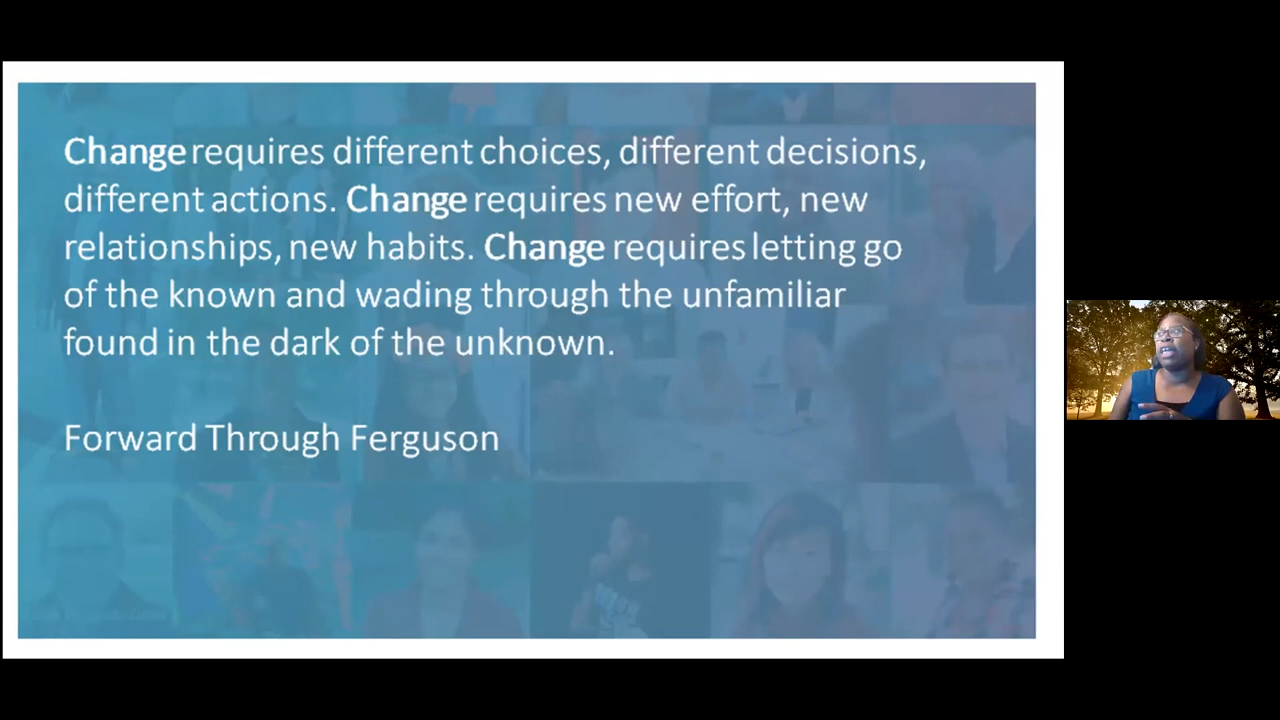 Change requires different choices, different decisions,
different actions. Change requires new effort, new
relationships, new habits. Change requires letting go
of the known and wading through the unfamiliar
found in the dark of the unknown.
Forward Through Ferguson